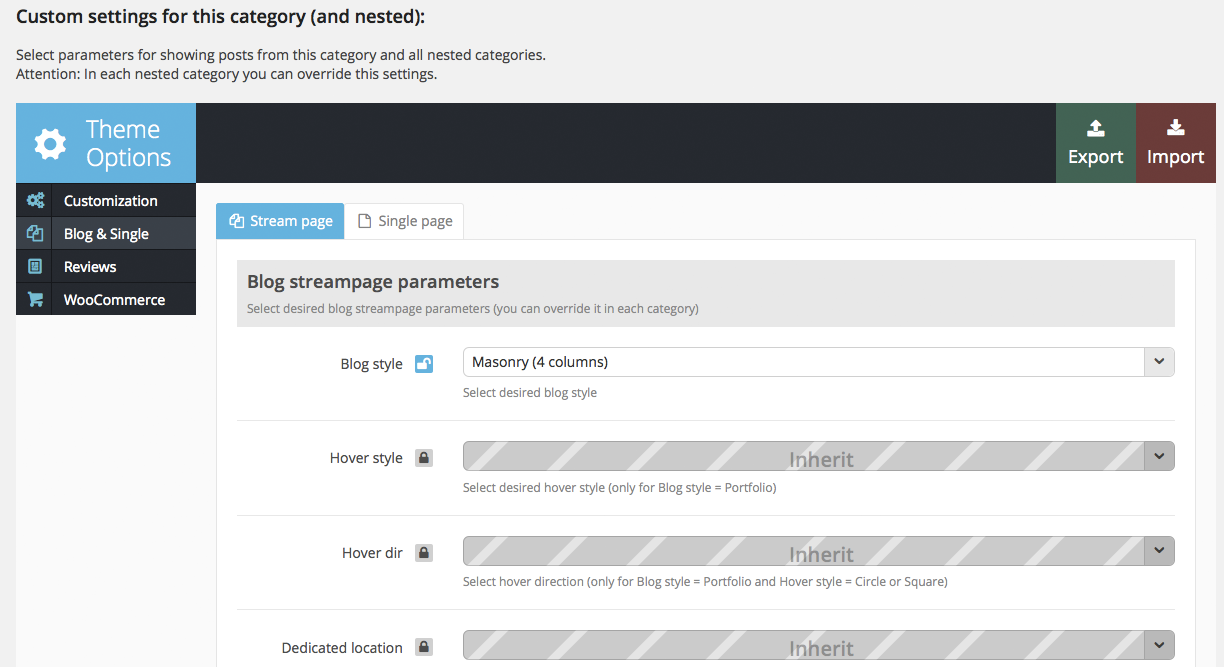 Custom settings for this category (and nested):
Select parameters for showing posts from this category and all nested categories.
Attention: In each nested category you can override this settings.
Theme
Options
Export
Import
Customization
Blog & Single
Reviews
WooCommerce
Stream page
Single page
Blog streampage parameters
Select desired blog streampage parameters (you can override it in each category)
Blog style
Masonry (4 columns)
Select desired blog style
Hover style
Inherit
Select desired hover style (only for Blog style = Portfolio)
Hover dir
Inherit
Select hover direction (only for Blog style = Portfolio and Hover style = Circle or Square)
Dedicated location
Inherit